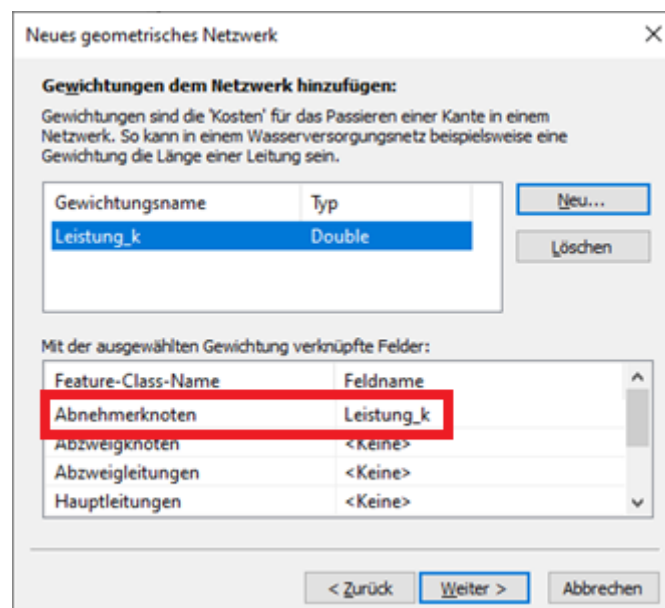 Neues geometrisches Netzwerk
Gewichtungen dem Netzwerk hinzufügen:
Gewichtungen sind die 'Kosten' für das Passieren einer Kante in einem
Netzwerk. So kann in einem Wasserversorgungsnetz beispielsweise eine
Gewichtung die Länge einer Leitung sein.
Gewichtungsname Typ
Leistung_k Double
Neu...
Löschen
Mit der ausgewählten Gewichtung verknüpfte Felder:
Feature-Class-Name Feldname
Abnehmerknoten Leistung_k
Abzweigknoten <Keine>
Abzweigleitungen <Keine>
Hauptleitungen <Keine>
< Zurück Weiter > Abbrechen